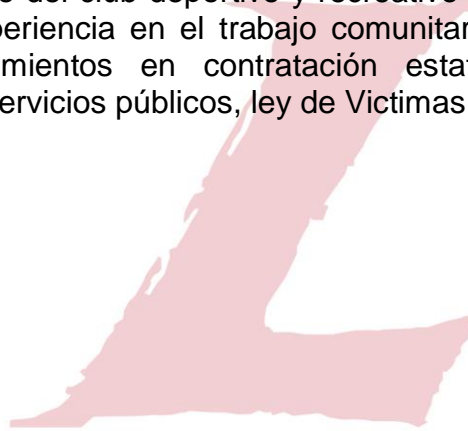 del club deportivo y recreativo
periencia en el trabajo comunitar
mientos en contratación estat
ervicios públicos, ley de Victimas